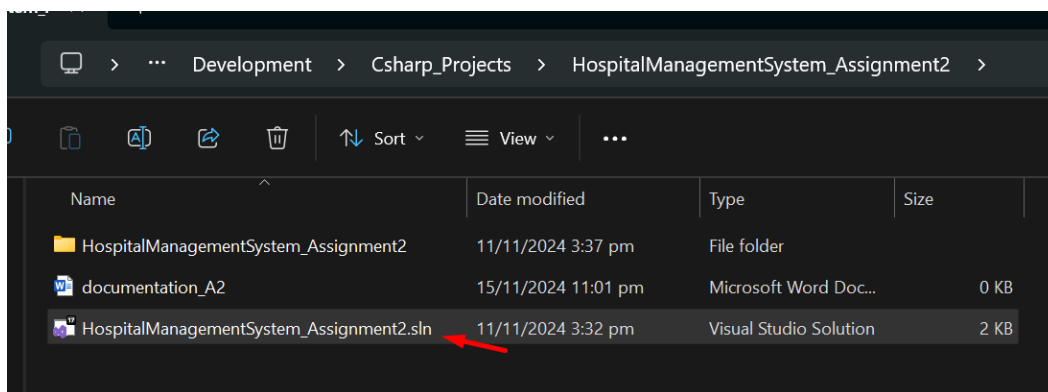 Development > Csharp_Projects > HospitalManagementSystem_Assignment2 >
Sort View
Name Date modified Type Size
HospitalManagementSystem_Assignment2 11/11/2024 3:37 pm File folder
documentation_A2 15/11/2024 11:01 pm Microsoft Word Doc... 0 KB
HospitalManagementSystem_Assignment2.sln 11/11/2024 3:32 pm Visual Studio Solution 2 KB